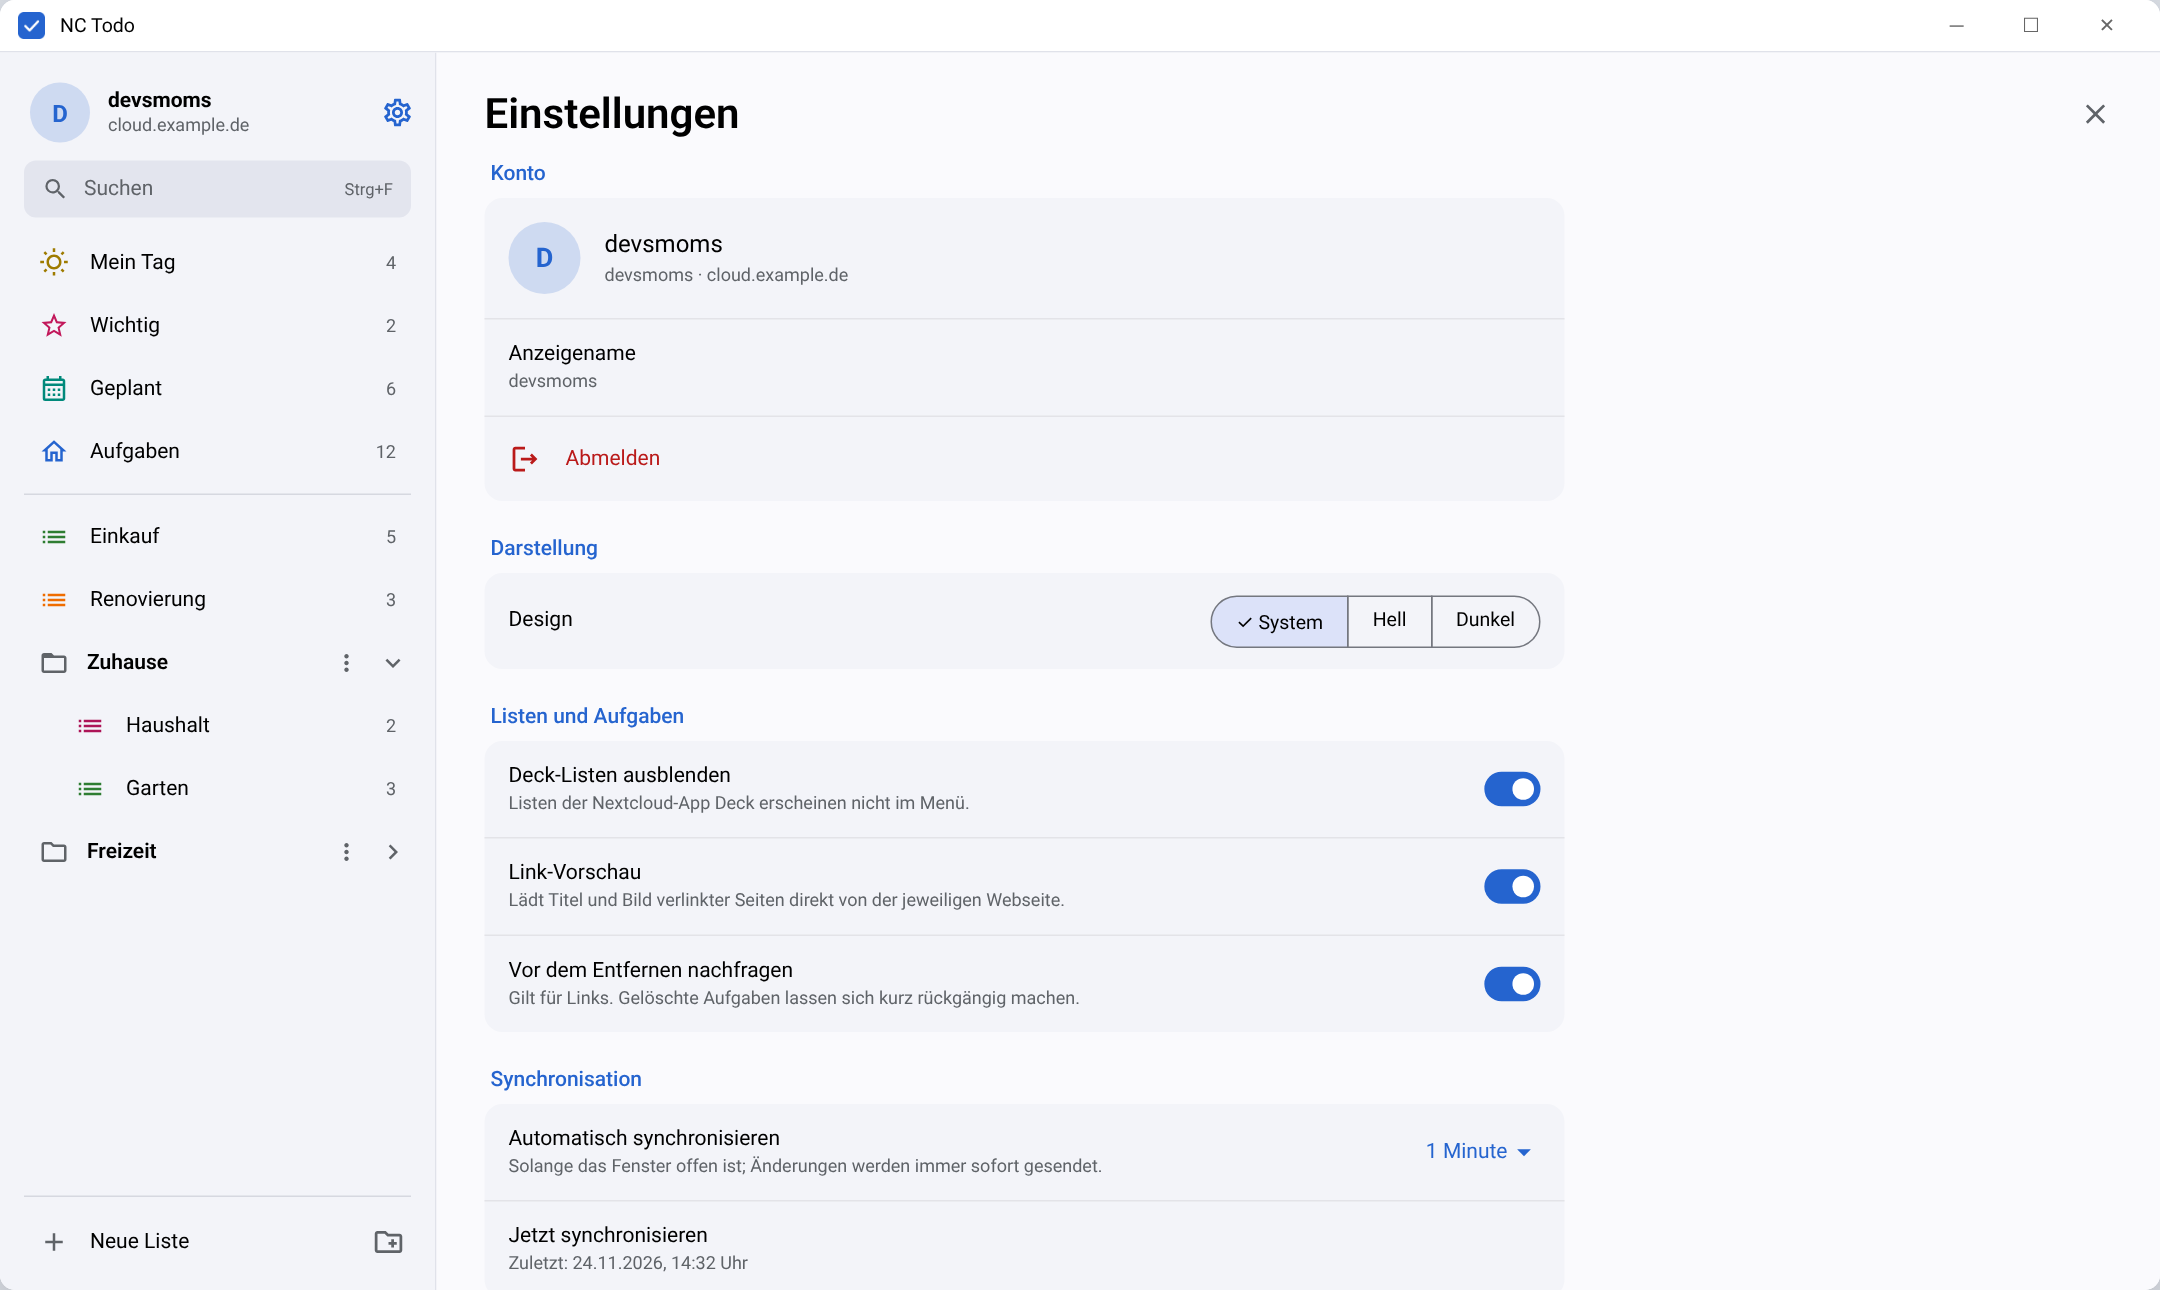 NC Todo
D
devsmoms
cloud.example.de
Suchen Strg+F
Mein Tag 4
Wichtig 2
Geplant 6
Aufgaben 12
Einkauf 5
Renovierung 3
Zuhause
Haushalt 2
Garten 3
Freizeit
Neue Liste
Einstellungen
Konto
D
devsmoms
devsmoms · cloud.example.de
Anzeigename
devsmoms
Abmelden
Darstellung
Design System Hell Dunkel
Listen und Aufgaben
Deck-Listen ausblenden
Listen der Nextcloud-App Deck erscheinen nicht im Menü.
Link-Vorschau
Lädt Titel und Bild verlinkter Seiten direkt von der jeweiligen Webseite.
Vor dem Entfernen nachfragen
Gilt für Links. Gelöschte Aufgaben lassen sich kurz rückgängig machen.
Synchronisation
Automatisch synchronisieren
Solange das Fenster offen ist; Änderungen werden immer sofort gesendet.
1 Minute
Jetzt synchronisieren
Zuletzt: 24.11.2026, 14:32 Uhr